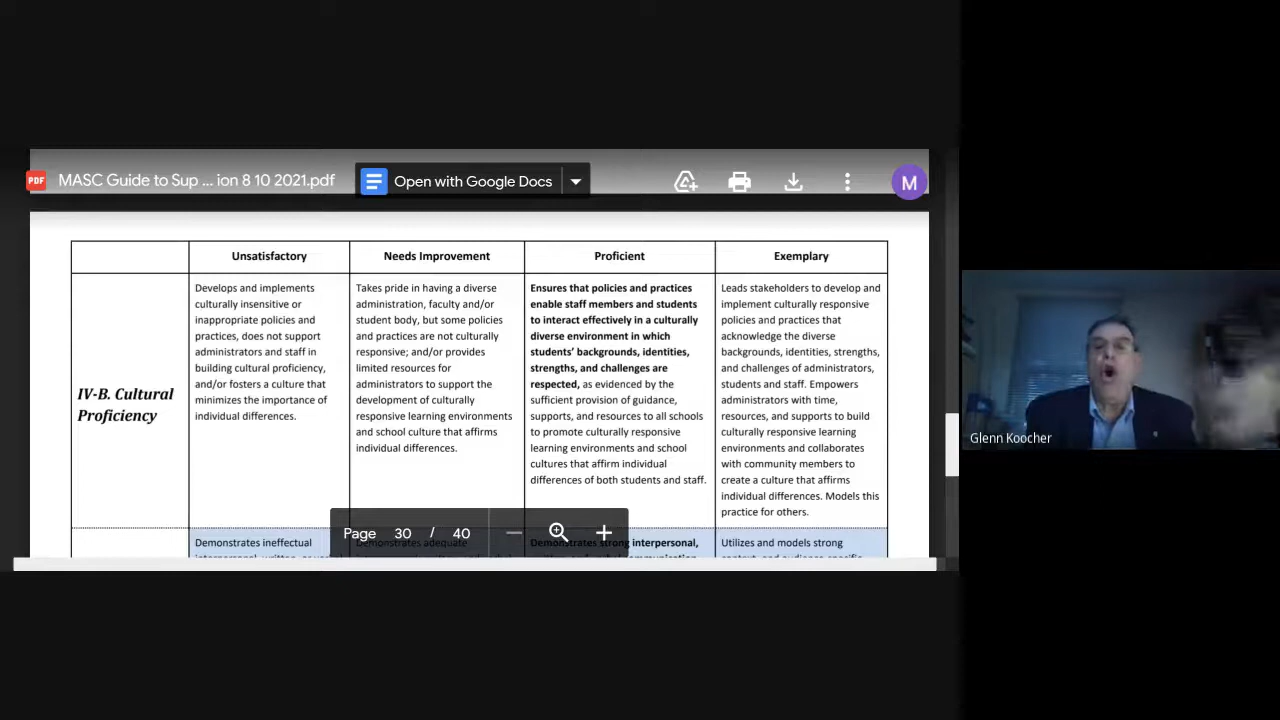 MASC Guide to Sup ... ion 8 10 2021.pdf
Open with Google Docs
M
Unsatisfactory
Needs Improvement
Proficient
Exemplary
IV-B. Cultural
Proficiency
Develops and implements
culturally insensitive or
inappropriate policies and
practices, does not support
administrators and staff in
building cultural proficiency,
and/or fosters a culture that
minimizes the importance of
individual differences.
Takes pride in having a diverse
administration, faculty and/or
student body, but some policies
and practices are not culturally
responsive; and/or provides
limited resources for
administrators to support the
development of culturally
responsive learning environments
and school culture that affirms
individual differences.
Ensures that policies and practices
enable staff members and students
to interact effectively in a culturally
diverse environment in which
students' backgrounds, identities,
strengths, and challenges are
respected, as evidenced by the
sufficient provision of guidance,
supports, and resources to all schools
to promote culturally responsive
learning environments and school
cultures that affirm individual
differences of both students and staff.
Leads stakeholders to develop and
implement culturally responsive
policies and practices that
acknowledge the diverse
backgrounds, identities, strengths,
and challenges of administrators,
students and staff. Empowers
administrators with time,
resources, and supports to build
culturally responsive learning
environments and collaborates
with community members to
create a culture that affirms
individual differences. Models this
practice for others.
Demonstrates ineffectual
Demonstrates adequate
Demonstrates strong interpersonal,
Utilizes and models strong
Page 30 / 40
PDF
Glenn Koocher